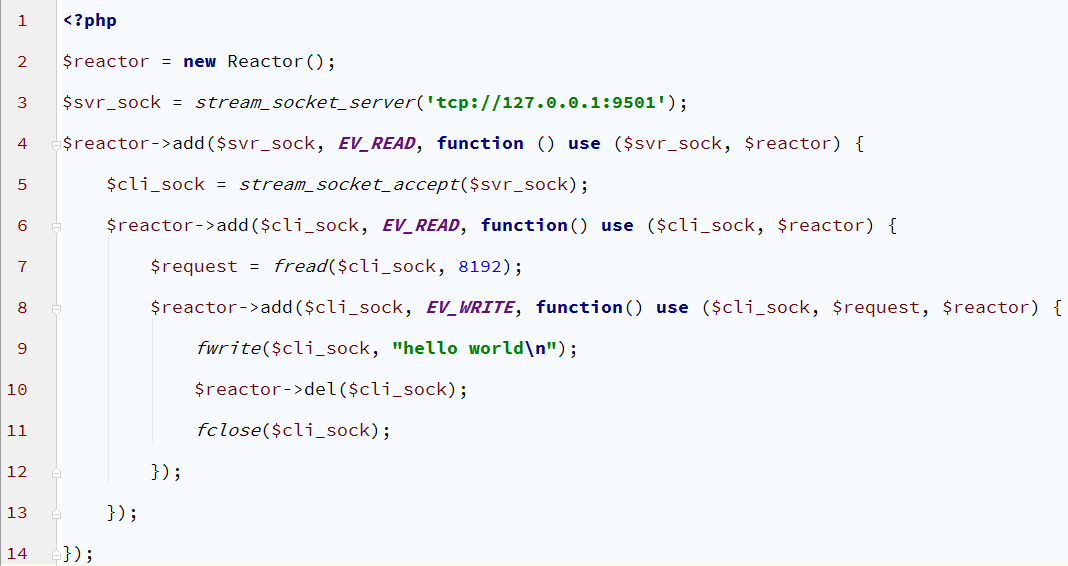 1 <?php
2 $reactor = new Reactor();
3 $svr_sock = stream_socket_server('tcp://127.0.0.1:9501');
4 $reactor->add($svr_sock, EV_READ, function () use ($svr_sock, $reactor) {
5     $cli_sock = stream_socket_accept($svr_sock);
6     $reactor->add($cli_sock, EV_READ, function() use ($cli_sock, $reactor) {
7         $request = fread($cli_sock, 8192);
8         $reactor->add($cli_sock, EV_WRITE, function() use ($cli_sock, $request, $reactor) {
9             fwrite($cli_sock, "hello world\n");
10             $reactor->del($cli_sock);
11             fclose($cli_sock);
12         });
13     });
14 });